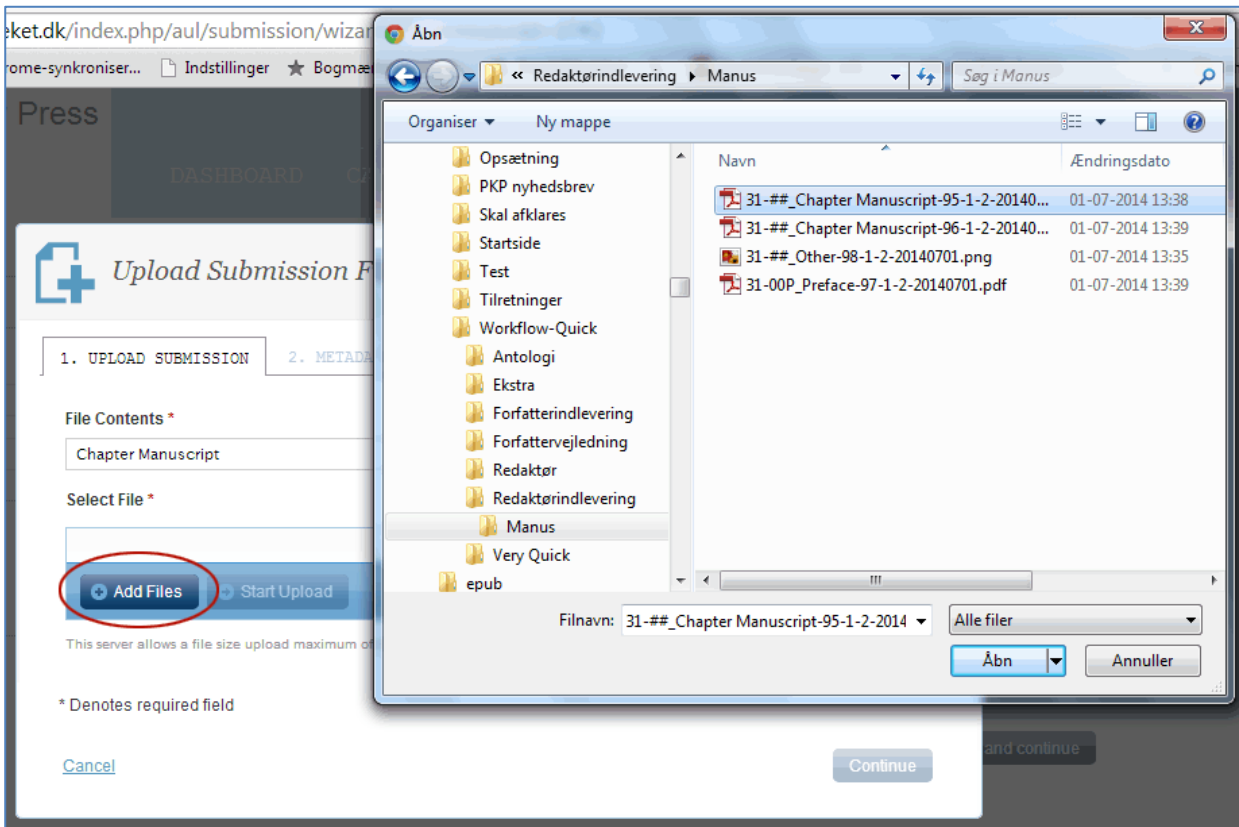 eket.dk/index.php/aul/submission/wizar
rome-synkroniser... Indstillinger Bogmær
Press
DASHBOARD CA
Upload Submission F
1. UPLOAD SUBMISSION 2. METADA
File Contents *
Chapter Manuscript
Select File *
Add Files Start Upload
This server allows a file size upload maximum of
* Denotes required field
Cancel
Continue
and continue
Åbn
« Redaktørindlevering Manus
Søg i Manus
Organiser Ny mappe
Opsætning
PKP nyhedsbrev
Skal afklares
Startside
Test
Tilretninger
Workflow-Quick
Antologi
Ekstra
Forfatterindlevering
Forfattervejledning
Redaktør
Redaktørindlevering
Manus
Very Quick
epub
Navn Ændringsdato
31-##_Chapter Manuscript-95-1-2-20140... 01-07-2014 13:38
31-##_Chapter Manuscript-96-1-2-20140... 01-07-2014 13:39
31-##_Other-98-1-2-20140701.png 01-07-2014 13:35
31-00P_Preface-97-1-2-20140701.pdf 01-07-2014 13:39
Filnavn: 31-##_Chapter Manuscript-95-1-2-2014 Alle filer
Åbn Annuller